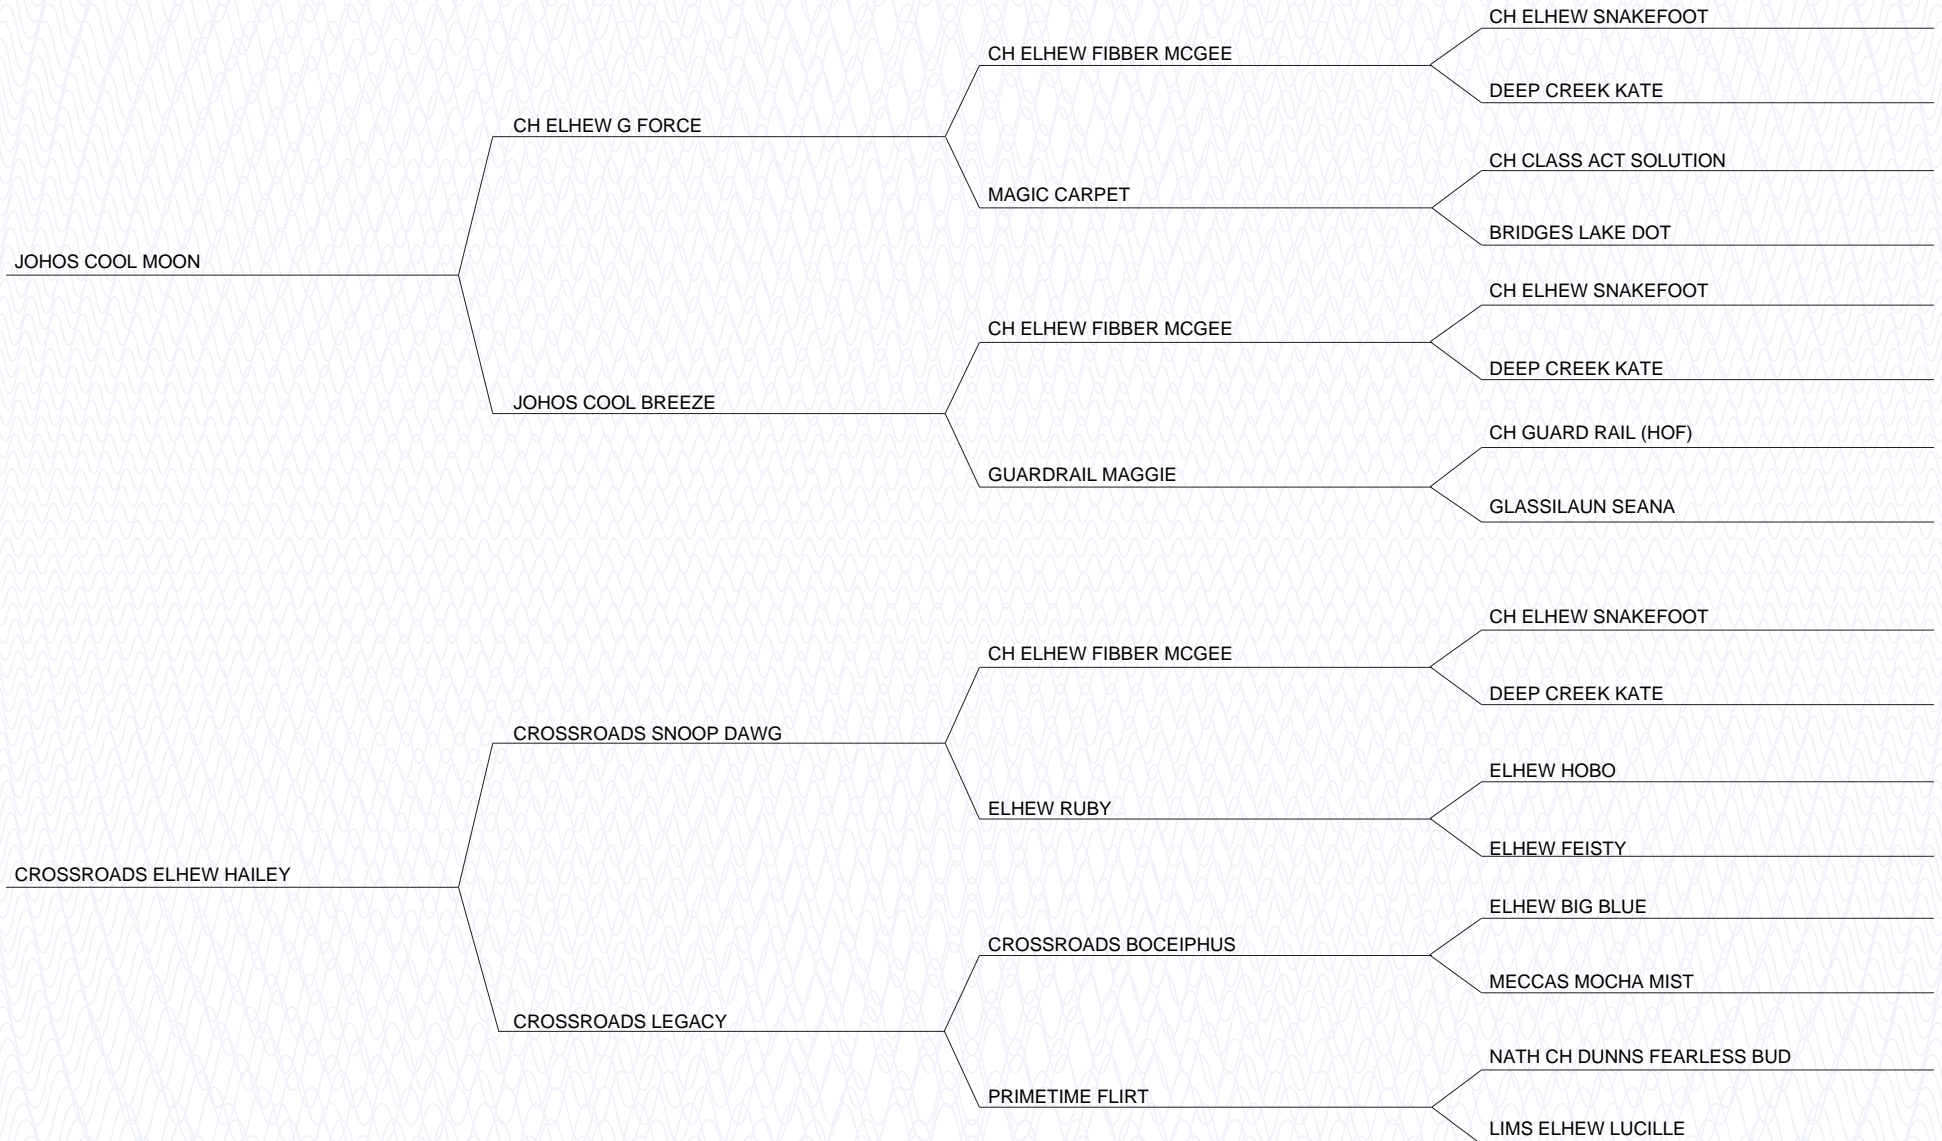 CH ELHEW SNAKEFOOT
CH ELHEW FIBBER MCGEE
DEEP CREEK KATE
CH ELHEW G FORCE
CH CLASS ACT SOLUTION
MAGIC CARPET
BRIDGES LAKE DOT
JOHOS COOL MOON
CH ELHEW SNAKEFOOT
CH ELHEW FIBBER MCGEE
DEEP CREEK KATE
JOHOS COOL BREEZE
CH GUARD RAIL (HOF)
GUARDRAIL MAGGIE
GLASSILAUN SEANA
CH ELHEW SNAKEFOOT
CH ELHEW FIBBER MCGEE
DEEP CREEK KATE
CROSSROADS SNOOP DAWG
ELHEW HOBO
ELHEW RUBY
ELHEW FEISTY
CROSSROADS ELHEW HAILEY
ELHEW BIG BLUE
CROSSROADS BOCEIPHUS
MECCAS MOCHA MIST
CROSSROADS LEGACY
NATH CH DUNNS FEARLESS BUD
PRIMETIME FLIRT
LIMS ELHEW LUCILLE